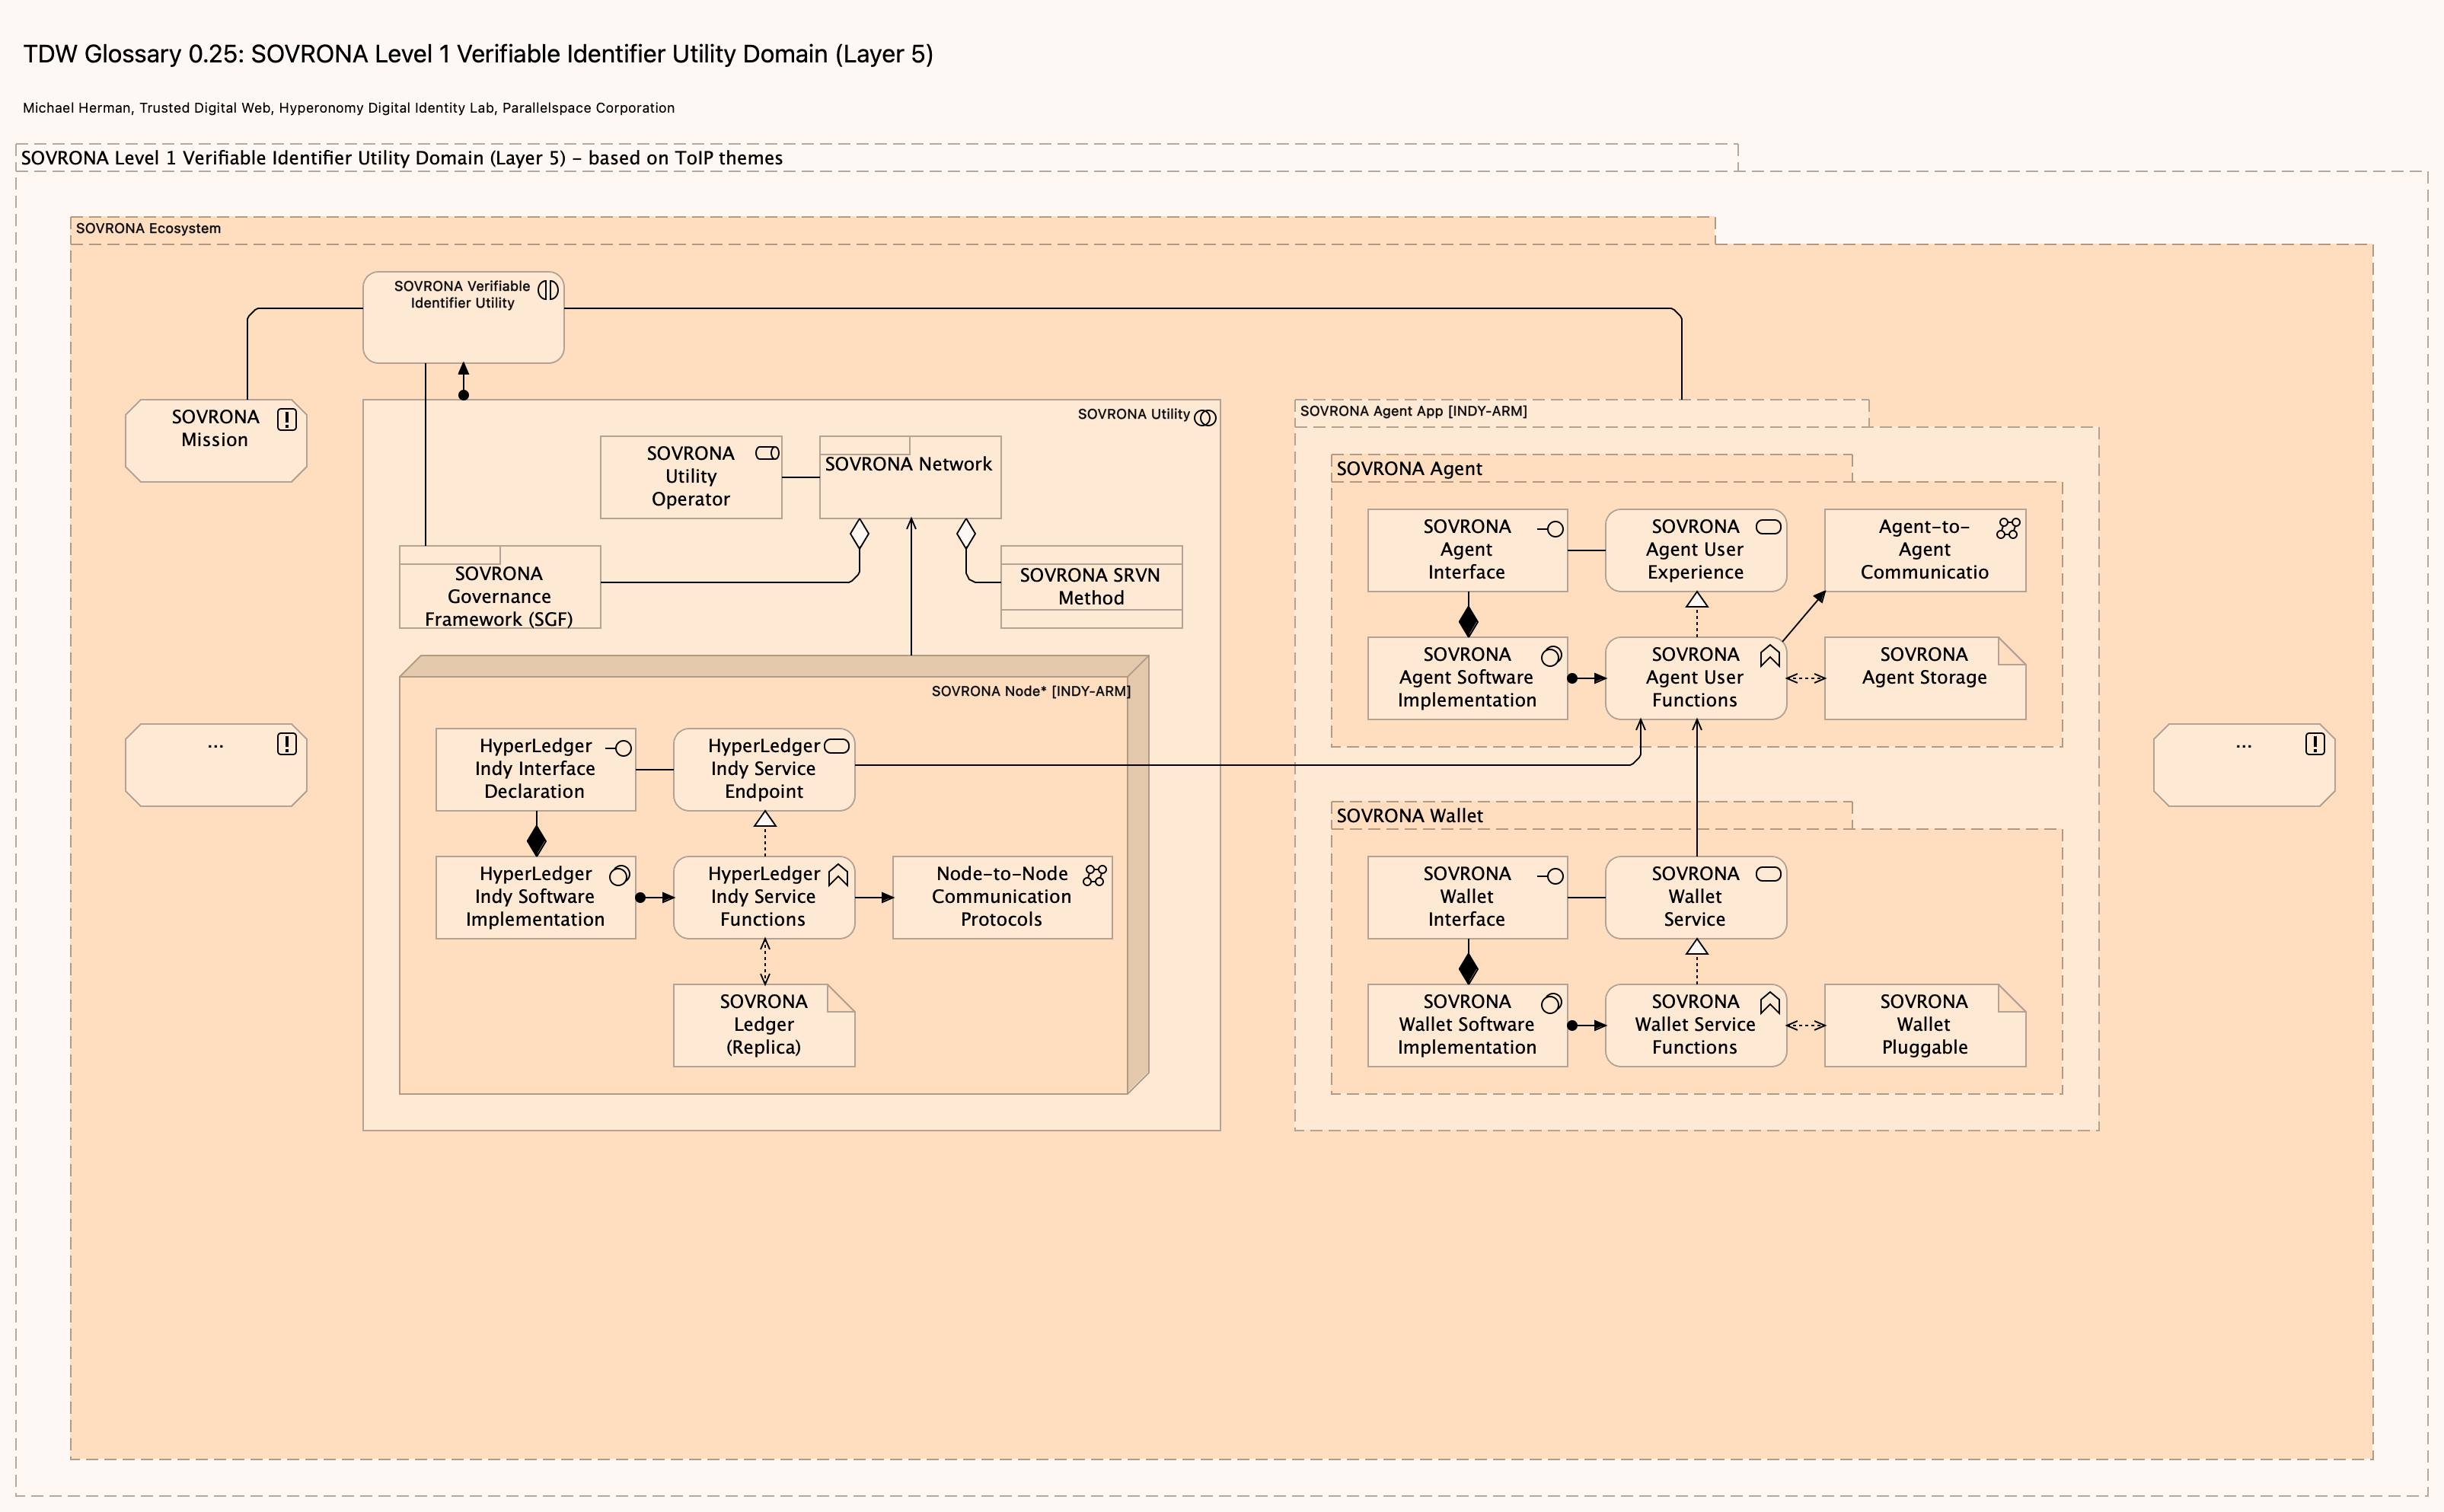 TDW Glossary 0.25: SOVRONA Level 1 Verifiable Identifier Utility Domain (Layer 5)
Michael Herman, Trusted Digital Web, Hyperonomy Digital Identity Lab, Parallelspace Corporation
SOVRONA Level 1 Verifiable Identifier Utility Domain (Layer 5) – based on ToIP themes
SOVRONA Ecosystem
SOVRONA Verifiable
Identifier Utility
SOVRONA
Mission
...
SOVRONA Utility
SOVRONA
Utility
Operator
SOVRONA Network
SOVRONA
Governance
Framework (SGF)
SOVRONA SRVN
Method
SOVRONA Node* [INDY-ARM]
HyperLedger
Indy Interface
Declaration
HyperLedger
Indy Service
Endpoint
HyperLedger
Indy Software
Implementation
HyperLedger
Indy Service
Functions
Node-to-Node
Communication
Protocols
SOVRONA
Ledger
(Replica)
SOVRONA Agent App [INDY-ARM]
SOVRONA Agent
SOVRONA
Agent
Interface
SOVRONA
Agent User
Experience
Agent-to-
Agent
Communicatio
SOVRONA
Agent Software
Implementation
SOVRONA
Agent User
Functions
SOVRONA
Agent Storage
SOVRONA Wallet
SOVRONA
Wallet
Interface
SOVRONA
Wallet
Service
SOVRONA
Wallet Software
Implementation
SOVRONA
Wallet Service
Functions
SOVRONA
Wallet
Pluggable
...